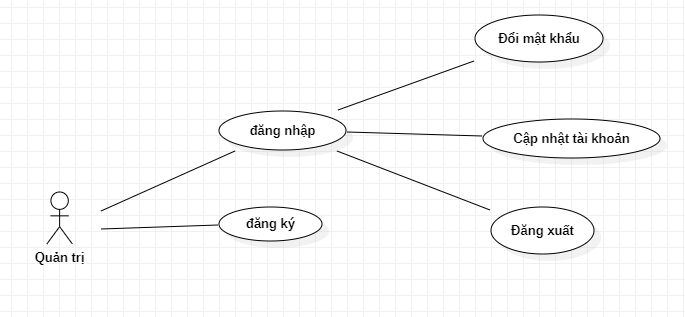 Đổi mật khẩu
đăng nhập
Cập nhật tài khoản
đăng ký
Đăng xuất
Quản trị